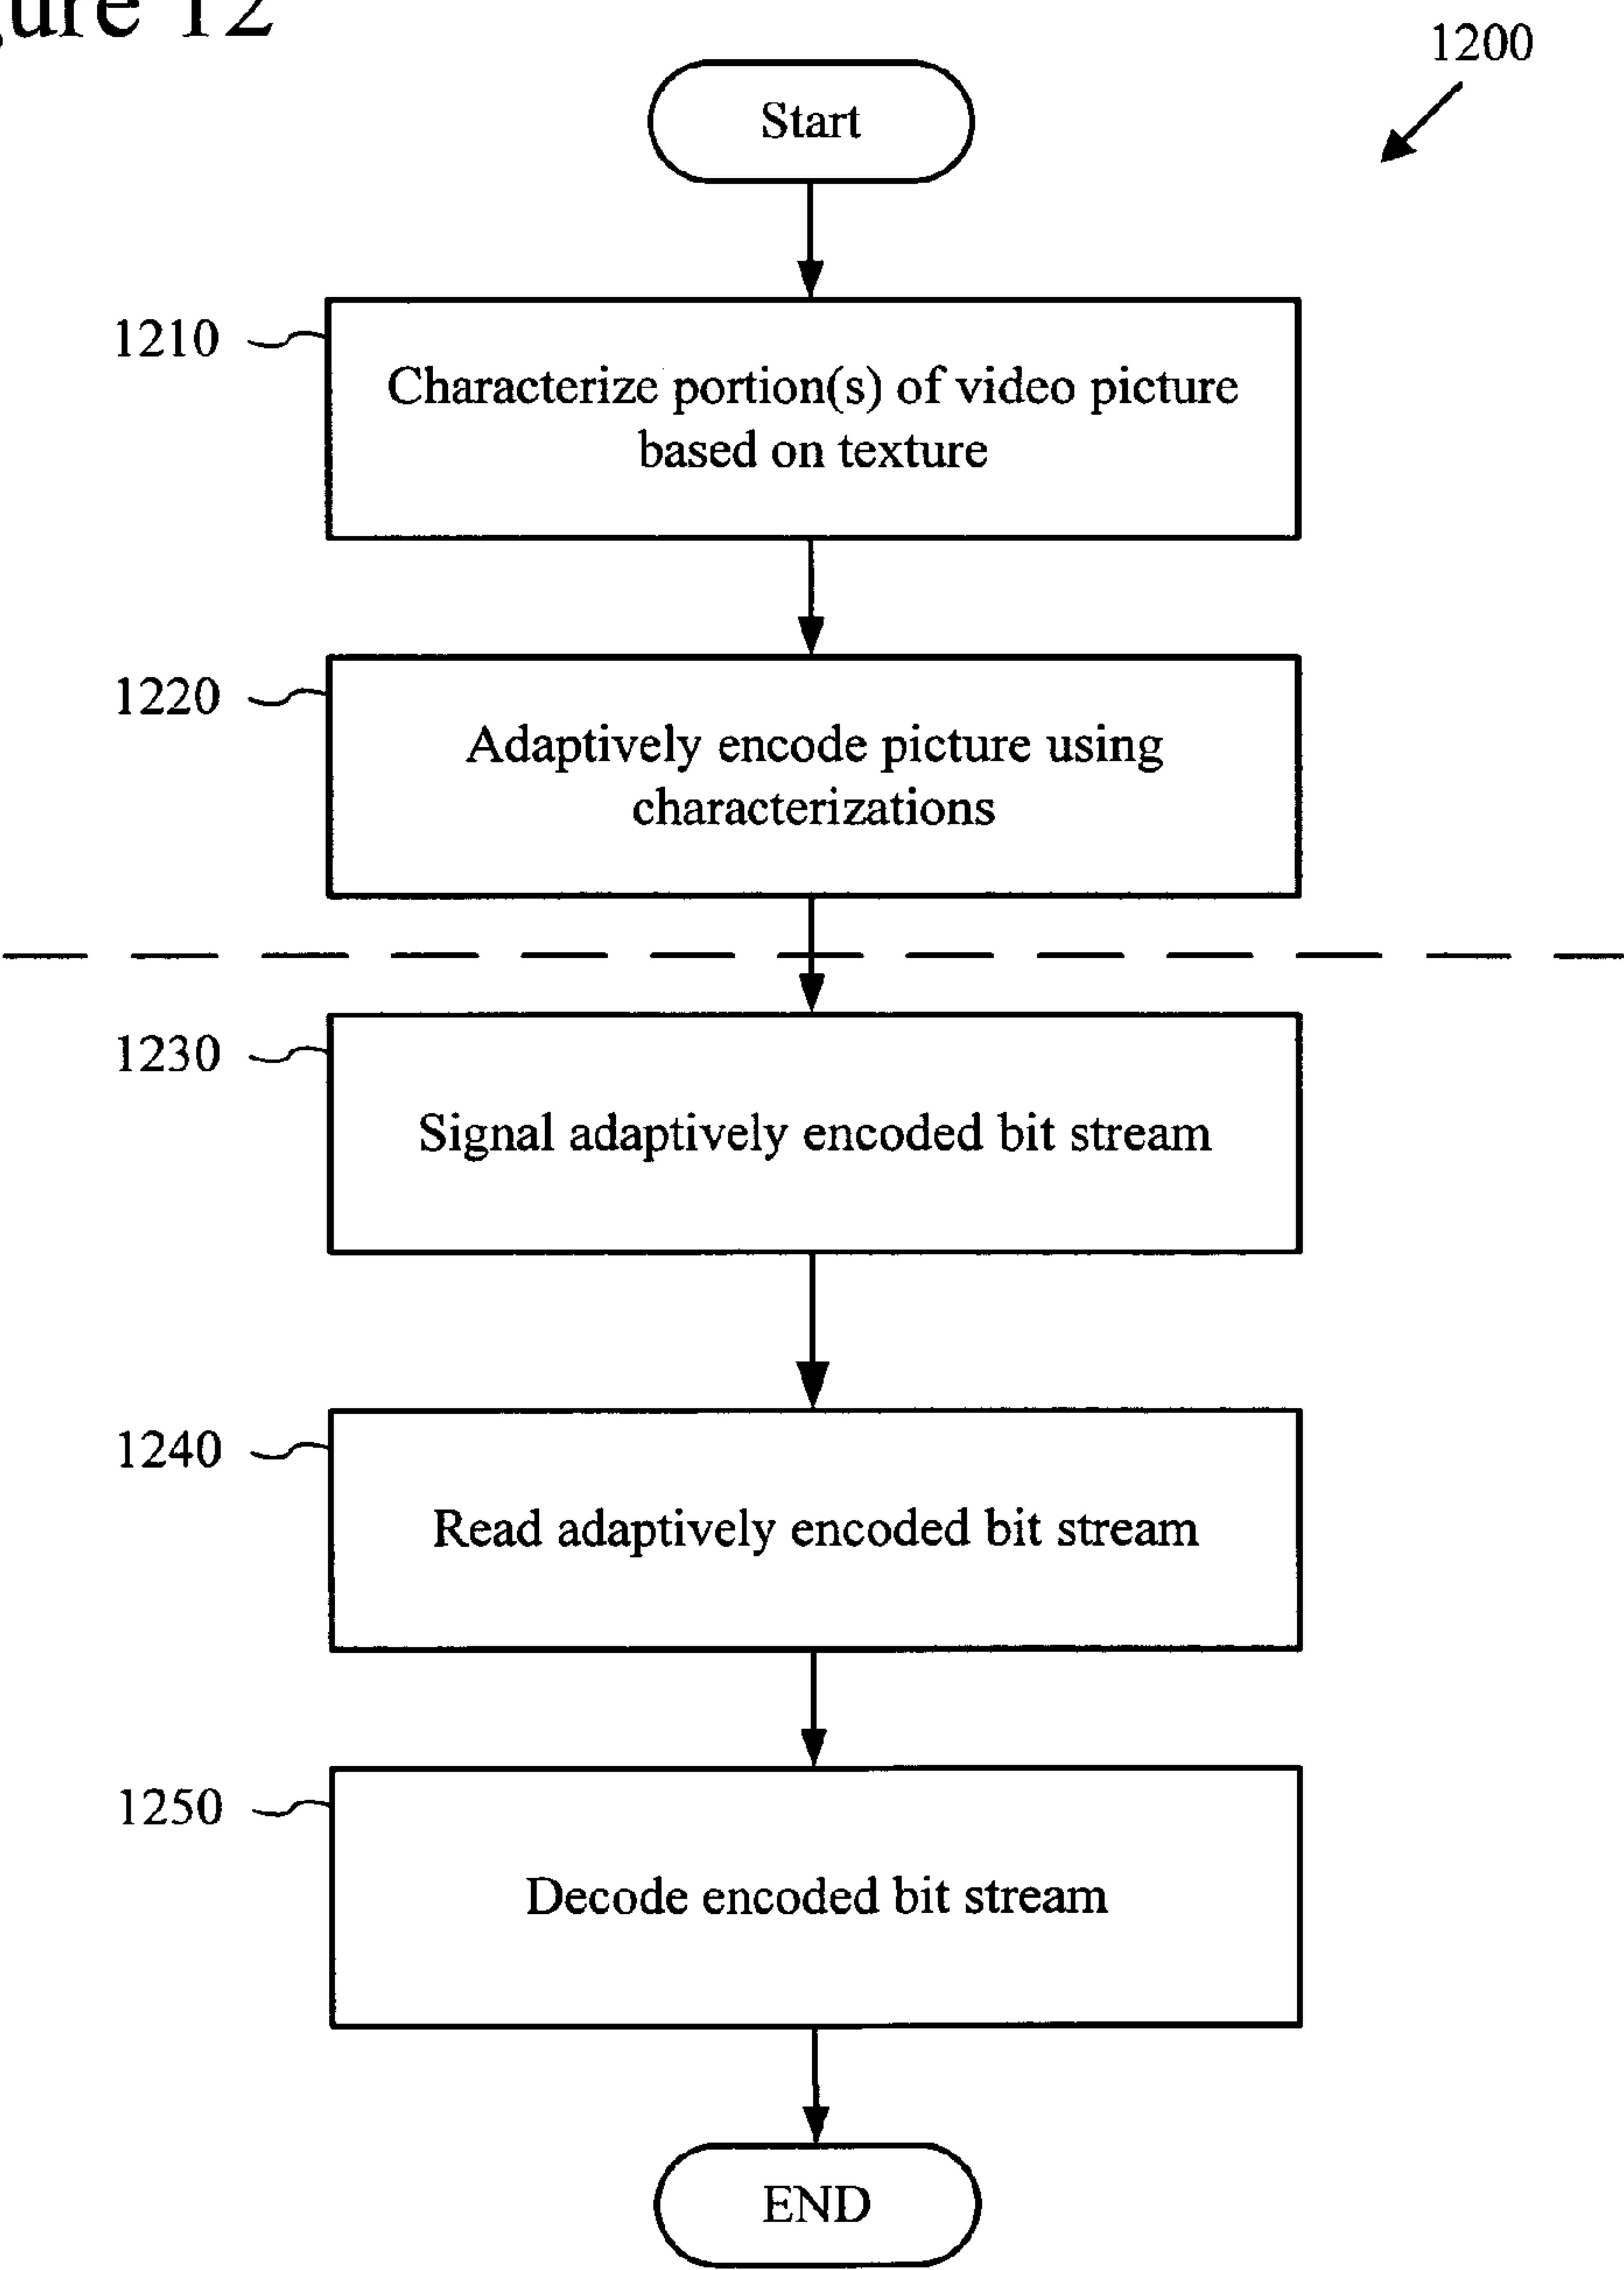 ure 12
1200
Start
1210
Characterize portion(s) of video picture
based on texture
1220
Adaptively encode picture using
characterizations
1230
Signal adaptively encoded bit stream
1240
Read adaptively encoded bit stream
1250
Decode encoded bit stream
END